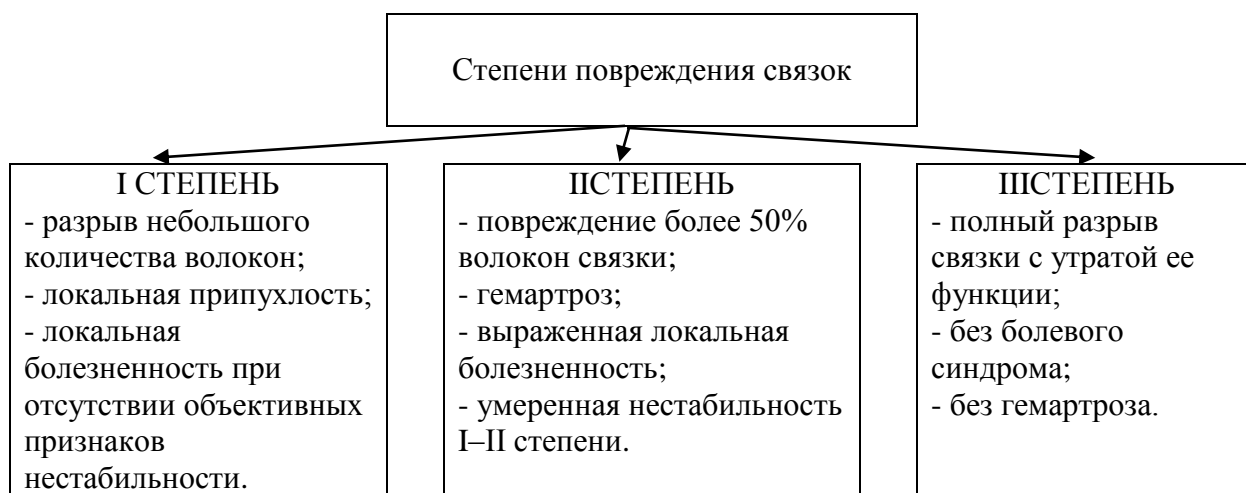 Степени повреждения связок
I СТЕПЕНЬ
- разрыв небольшого
количества волокон;
- локальная припухлость;
- локальная
болезненность при
отсутствии объективных
признаков
нестабильности.
IIСТЕПЕНЬ
- повреждение более 50%
волокон связки;
- гемартроз;
- выраженная локальная
болезненность;
- умеренная нестабильность
I–II степени.
IIIСТЕПЕНЬ
- полный разрыв
связки с утратой ее
функции;
- без болевого
синдрома;
- без гемартроза.